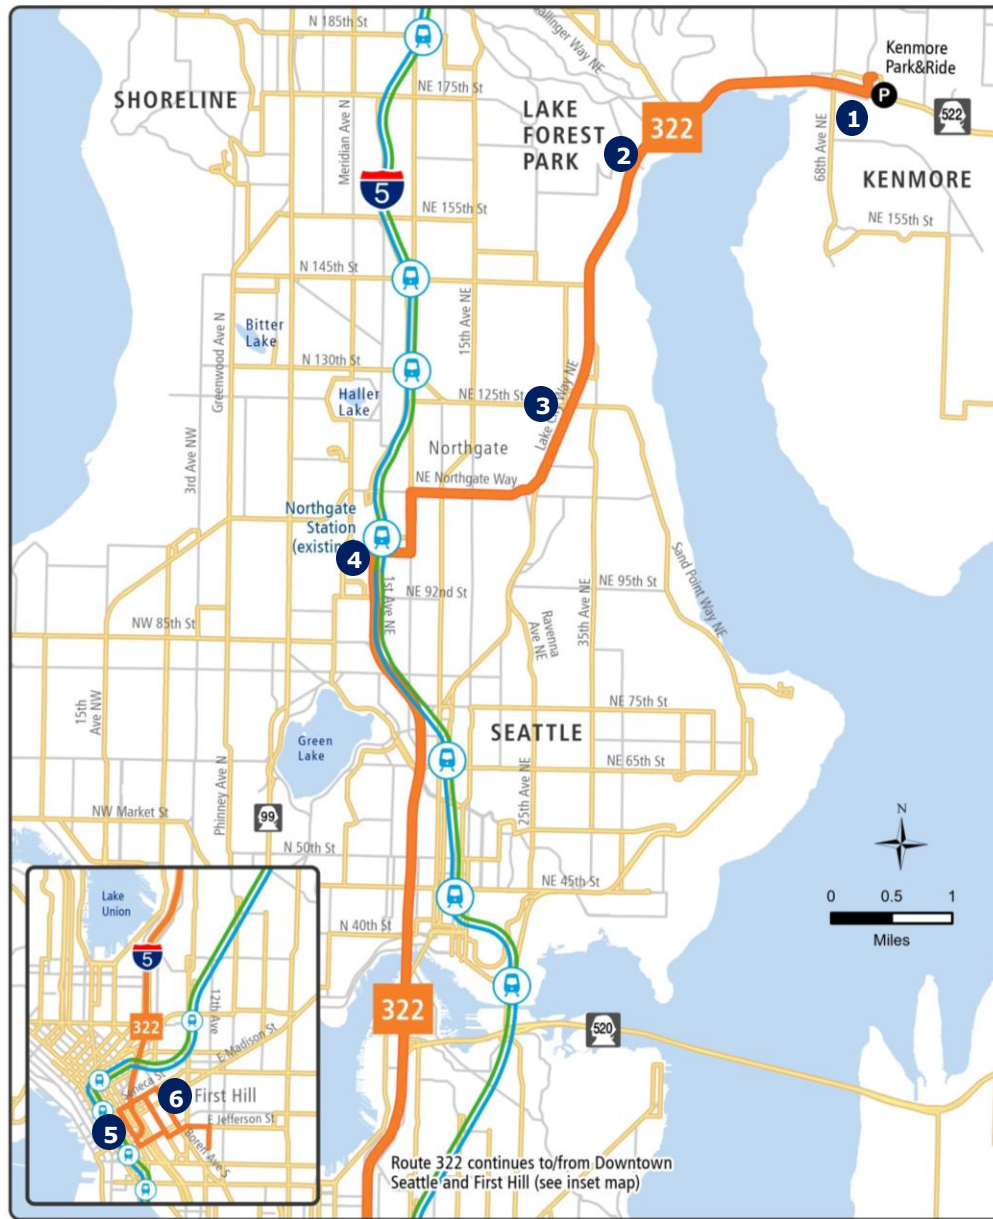 N 185th St
Ballinger Way NE
Kenmore
Park&Ride
NE 175th St
SHORELINE
Meridian Ave N
LAKE
FOREST
PARK
322
P
1
522
2
68th Ave NE
5
KENMORE
NE 155th St
NE 155th St
N 145th St
15th Ave NE
Bitter
Lake
Greenwood Ave N
N 130th St
Haller
Lake
NE 125th St
3
Lake City Way NE
3rd Ave NW
Northgate
NE Northgate Way
Northgate
Station
(existing
4
1st Ave NE
NE 92nd St
NE 95th St
Sand Point Way NE
Ravenna
Ave NE
35th Ave NE
NW 85th St
15th
Ave NW
NE 75th St
SEATTLE
Green
Lake
NE 65th St
Phinney Ave N
25th Ave NE
NW Market St
99
N 50th St
N
NE 45th St
0 0.5 1
Miles
N 40th St
Lake
Union
5
322
12th Ave
322
520
E Madison St
Seneca St
6
First Hill
E Jefferson St
5
Boren Ave S
Route 322 continues to/from Downtown
Seattle and First Hill (see inset map)